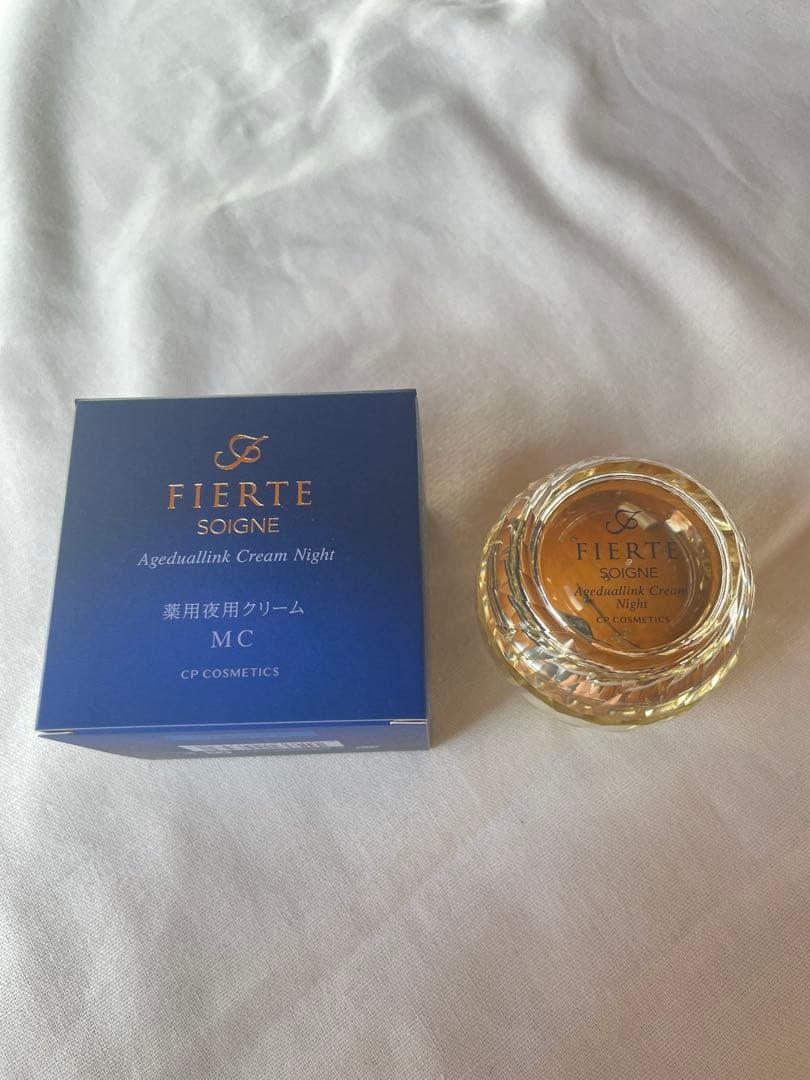 FIERTE
SOIGNE
Ageduallink Cream Night
薬用夜用クリーム
MC
CP COSMETICS
FIERTE
SOIGNE
Ageduallink Cream
Night
CP COSMETICS